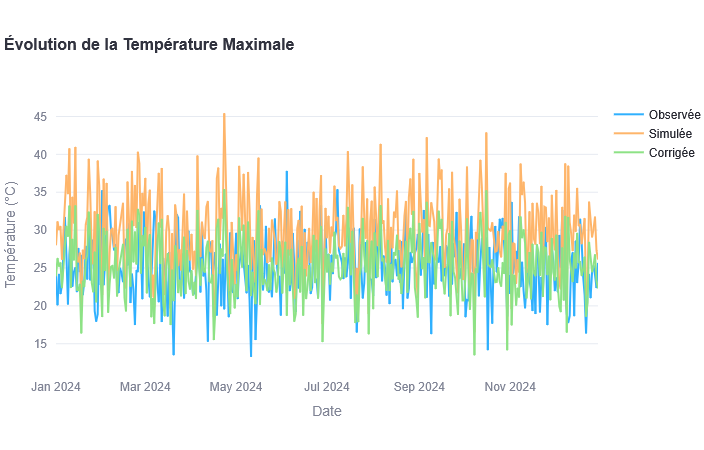 Évolution de la Température Maximale
Observée
Simulée
Corrigée
Température (°C)
45
40
35
30
25
20
15
Jan 2024 Mar 2024 May 2024 Jul 2024 Sep 2024 Nov 2024
Date